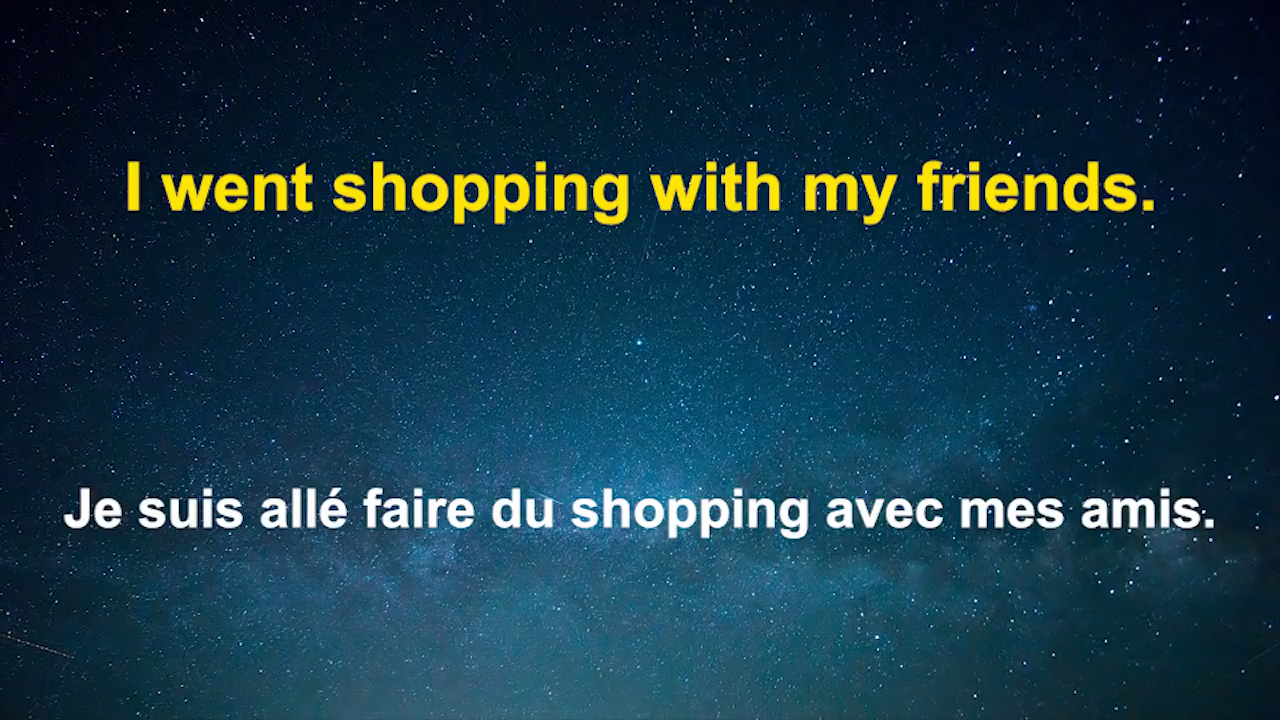 I went shopping with my friends.
Je suis allé faire du shopping avec mes amis.